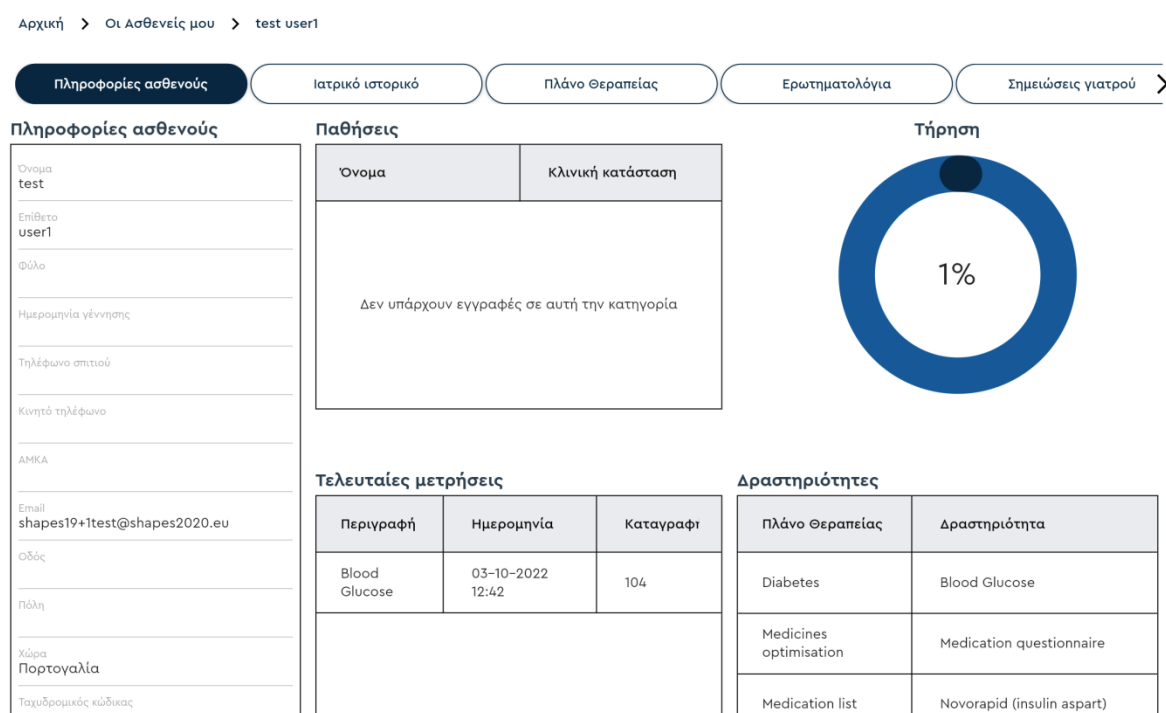 Αρχική > Οι Ασθενείς μου > test user1
Πληροφορίες ασθενούς
Ιατρικό ιστορικό
Πλάνο Θεραπείας
Ερωτηματολόγια
Σημειώσεις γιατρού
Πληροφορίες ασθενούς
Όνομα
test
Επίθετο
user1
Φύλο
Ημερομηνία γέννησης
Τηλέφωνο σπιτιού
Κινητό τηλέφωνο
ΑΜΚΑ
Email
shapes19+1test@shapes2020.eu
Οδός
Πόλη
Χώρα
Πορτογαλία
Ταχυδρομικός κώδικας
Παθήσεις
Όνομα Κλινική κατάσταση
Δεν υπάρχουν εγγραφές σε αυτή την κατηγορία
Τήρηση
1%
Τελευταίες μετρήσεις
Περιγραφή Ημερομηνία Καταγραφη
Blood Glucose 03-10-2022 12:42 104
Δραστηριότητες
Πλάνο Θεραπείας Δραστηριότητα
Diabetes Blood Glucose
Medicines optimisation Medication questionnaire
Medication list Novorapid (insulin aspart)